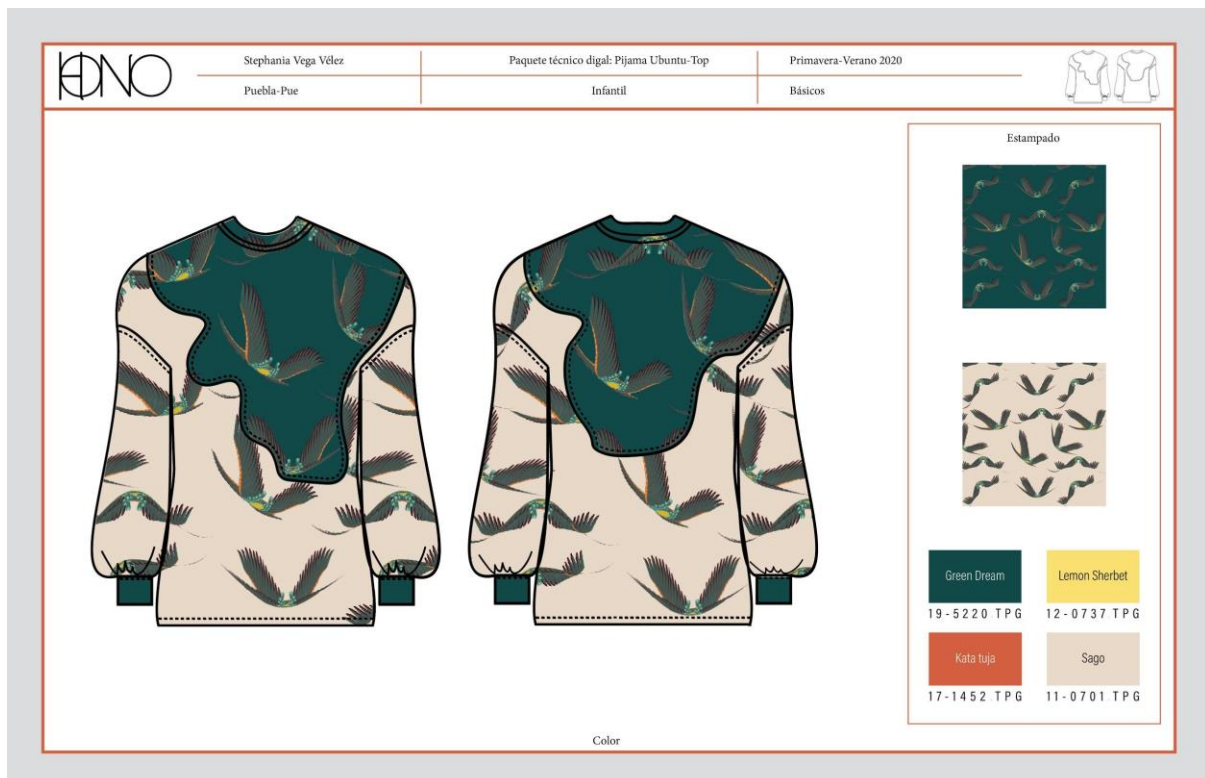 HONO
Stephania Vega Vélez
Paquete técnico digal: Pijama Ubuntu-Top
Primavera-Verano 2020
Puebla-Pue
Infantil
Básicos
Estampado
Green Dream
Lemon Sherbet
19-5220 TPG
12-0737 TPG
Kata tuja
Sago
17-1452 TPG
11-0701 TPG
Color